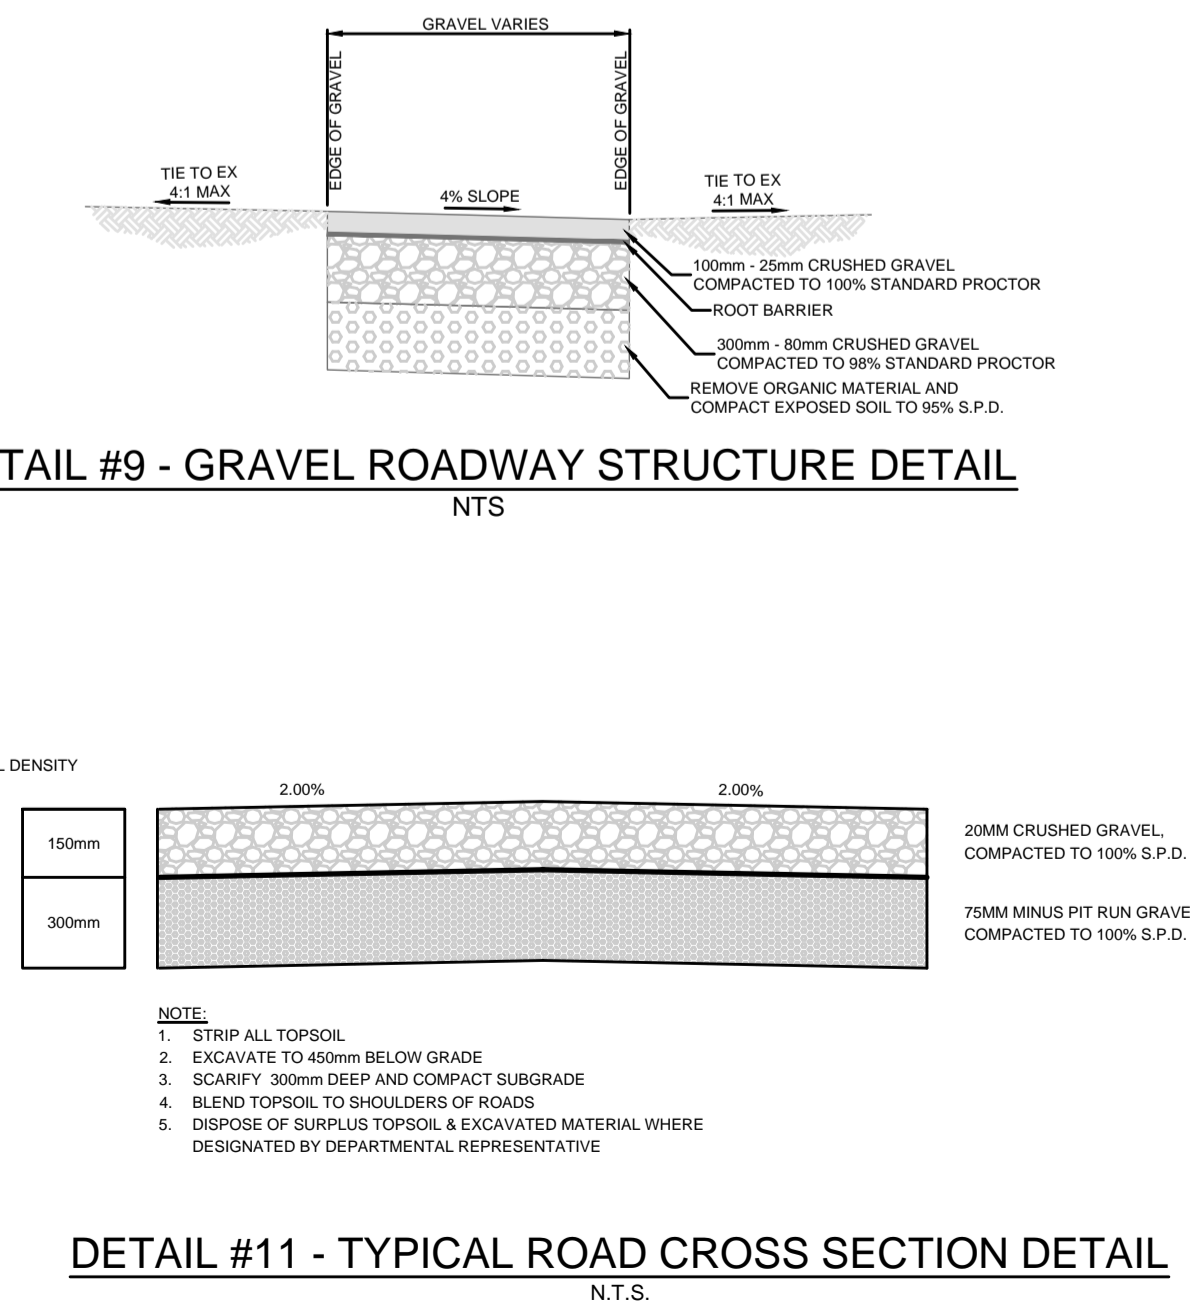 GRAVEL VARIES
EDGE OF GRAVEL
EDGE OF GRAVEL
TIE TO EX
4:1 MAX
4% SLOPE
TIE TO EX
4:1 MAX
100mm - 25mm CRUSHED GRAVEL
COMPACTED TO 100% STANDARD PROCTOR
ROOT BARRIER
300mm - 80mm CRUSHED GRAVEL
COMPACTED TO 98% STANDARD PROCTOR
REMOVE ORGANIC MATERIAL AND
COMPACT EXPOSED SOIL TO 95% S.P.D.
TAIL #9 - GRAVEL ROADWAY STRUCTURE DETAIL
NTS
L DENSITY
2.00%
2.00%
150mm
300mm
20MM CRUSHED GRAVEL,
COMPACTED TO 100% S.P.D.
75MM MINUS PIT RUN GRAVE
COMPACTED TO 100% S.P.D.
NOTE:
1. STRIP ALL TOPSOIL
2. EXCAVATE TO 450mm BELOW GRADE
3. SCARIFY 300mm DEEP AND COMPACT SUBGRADE
4. BLEND TOPSOIL TO SHOULDERS OF ROADS
5. DISPOSE OF SURPLUS TOPSOIL & EXCAVATED MATERIAL WHERE
DESIGNATED BY DEPARTMENTAL REPRESENTATIVE
DETAIL #11 - TYPICAL ROAD CROSS SECTION DETAIL
N.T.S.